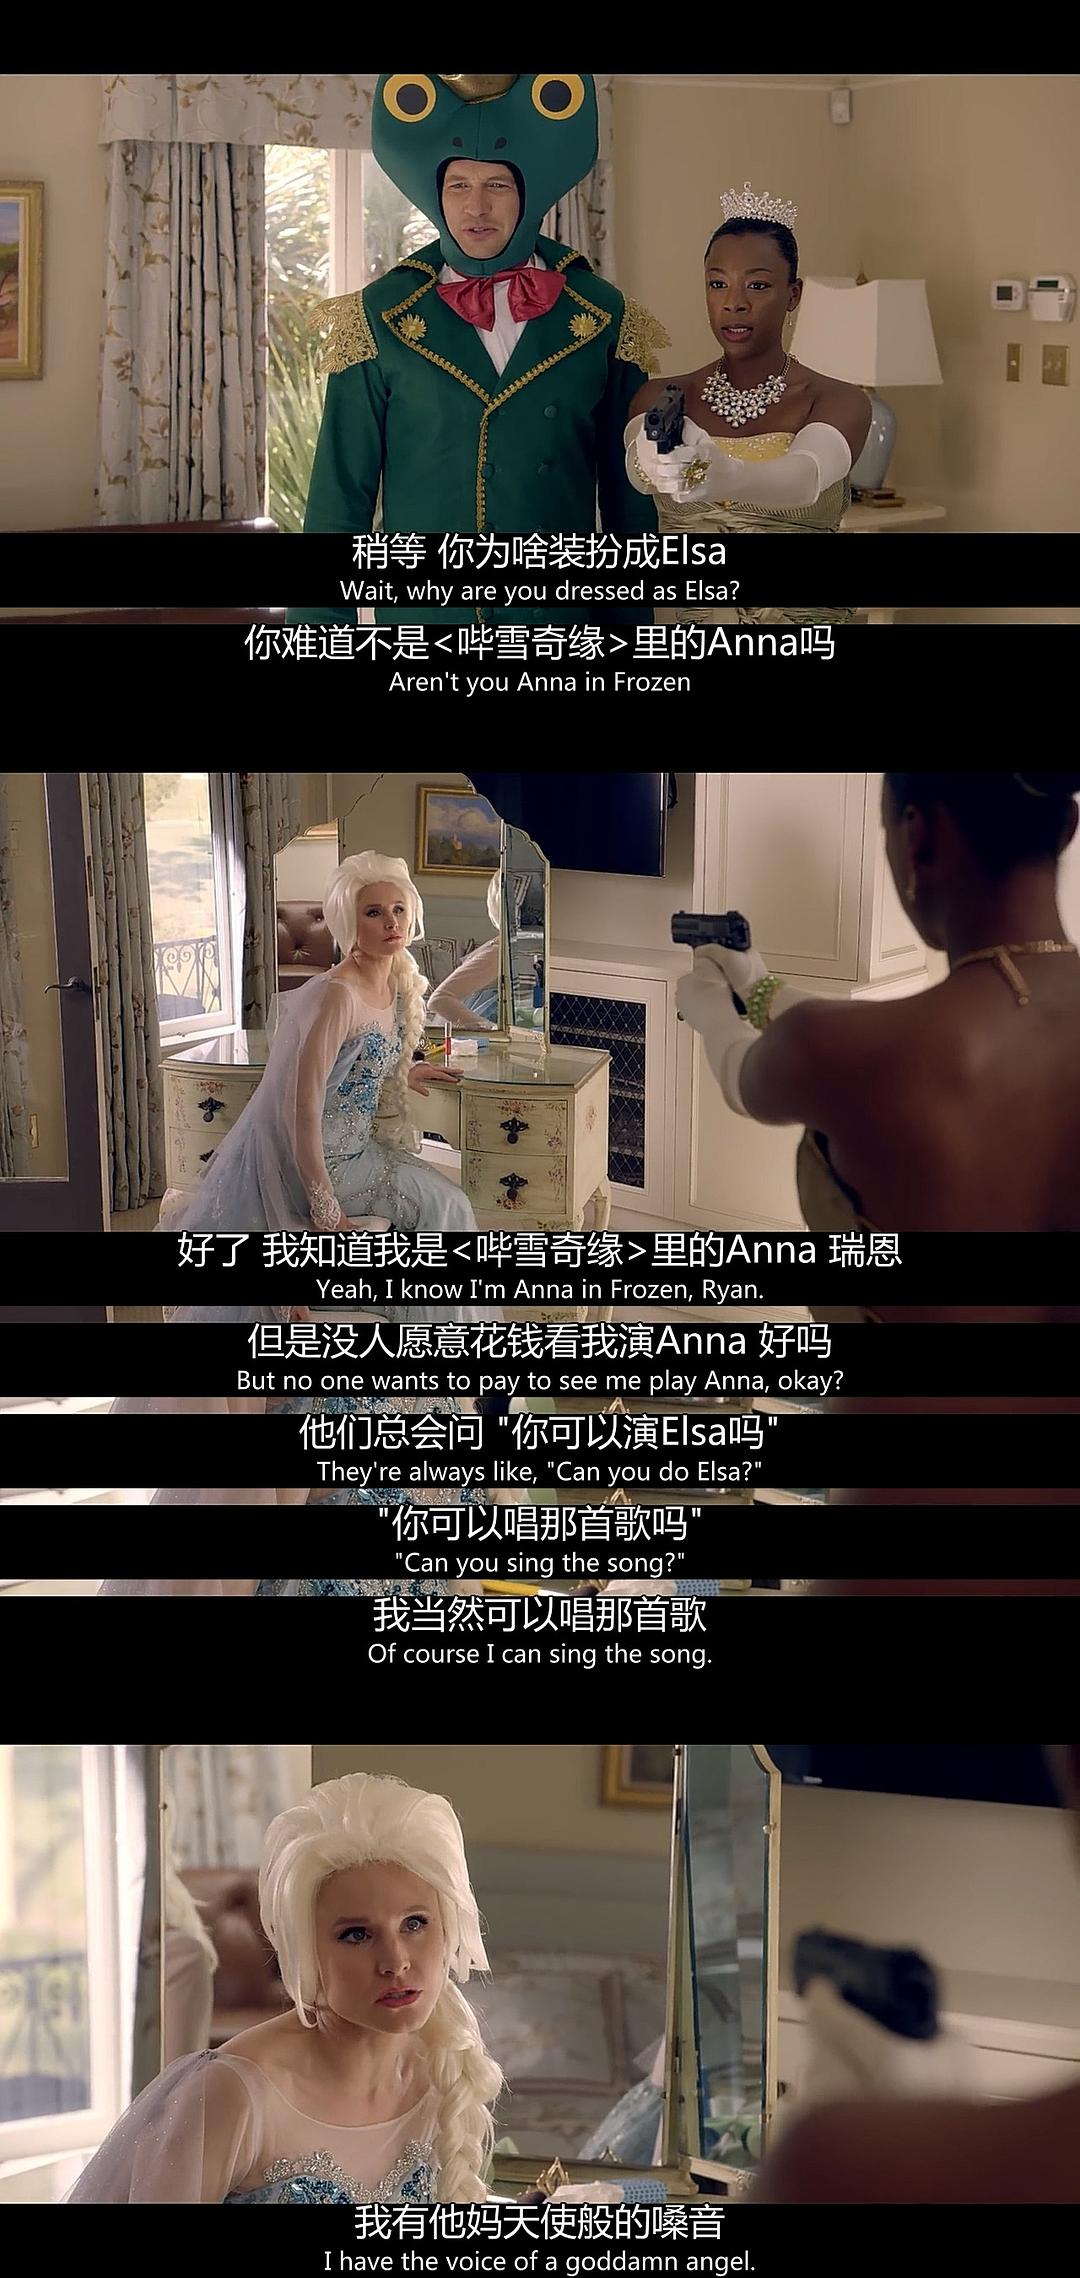 稍等 你为啥装扮成Elsa
Wait, why are you dressed as Elsa?
你难道不是<哔雪奇缘>里的Anna吗
Aren't you Anna in Frozen
好了 我知道我是<哔雪奇缘>里的Anna 瑞恩
Yeah, I know I'm Anna in Frozen, Ryan.
但是没人愿意花钱看我演Anna 好吗
But no one wants to pay to see me play Anna, okay?
他们总会问 "你可以演Elsa吗"
They're always like, "Can you do Elsa?"
"你可以唱那首歌吗"
"Can you sing the song?"
我当然可以唱那首歌
Of course I can sing the song.
我有他妈天使般的嗓音
I have the voice of a goddamn angel.